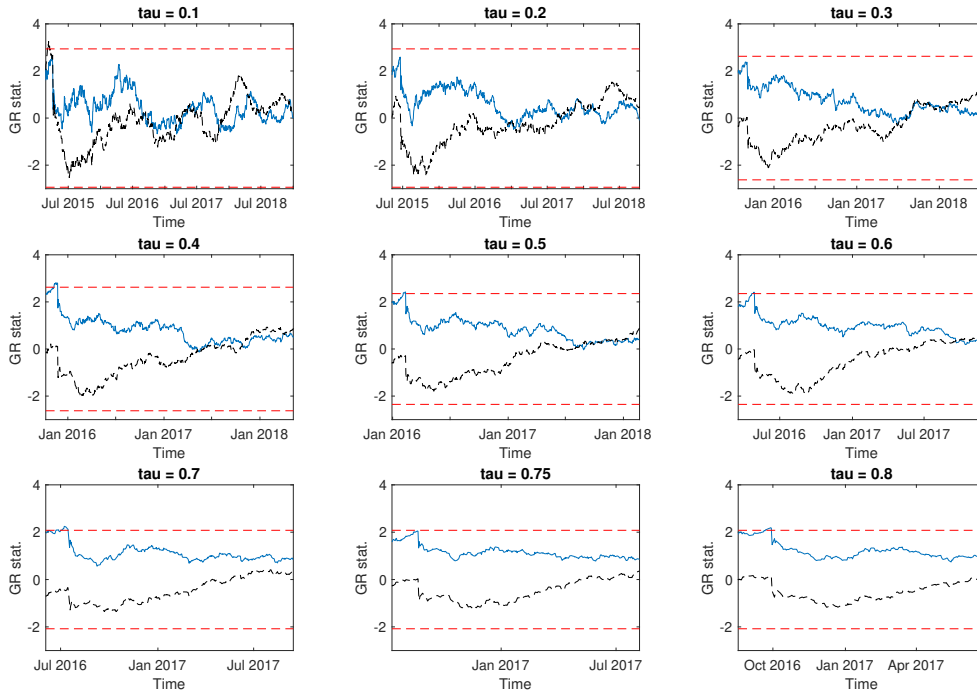 tau = 0.1
tau = 0.2
tau = 0.3
4
2
0
-2
GR stat.
Jul 2015 Jul 2016 Jul 2017 Jul 2018
Time
4
2
0
-2
GR stat.
Jul 2015 Jul 2016 Jul 2017 Jul 2018
Time
4
2
0
-2
GR stat.
Jan 2016 Jan 2017 Jan 2018
Time
tau = 0.4
tau = 0.5
tau = 0.6
4
2
0
-2
GR stat.
Jan 2016 Jan 2017 Jan 2018
Time
4
2
0
-2
GR stat.
Jan 2016 Jan 2017 Jan 2018
Time
4
2
0
-2
GR stat.
Jul 2016 Jan 2017 Jul 2017
Time
tau = 0.7
tau = 0.75
tau = 0.8
4
2
0
-2
GR stat.
Jul 2016 Jan 2017 Jul 2017
Time
4
2
0
-2
GR stat.
Jan 2017 Jul 2017
Time
4
2
0
-2
GR stat.
Oct 2016 Jan 2017 Apr 2017
Time